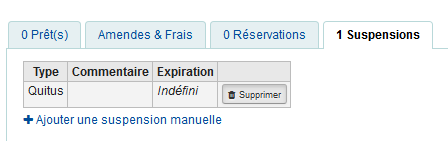 0 Prêt(s) Amendes & Frais 0 Réservations 1 Suspensions
Type Commentaire Expiration
Quitus Indéfini Supprimer
Ajouter une suspension manuelle